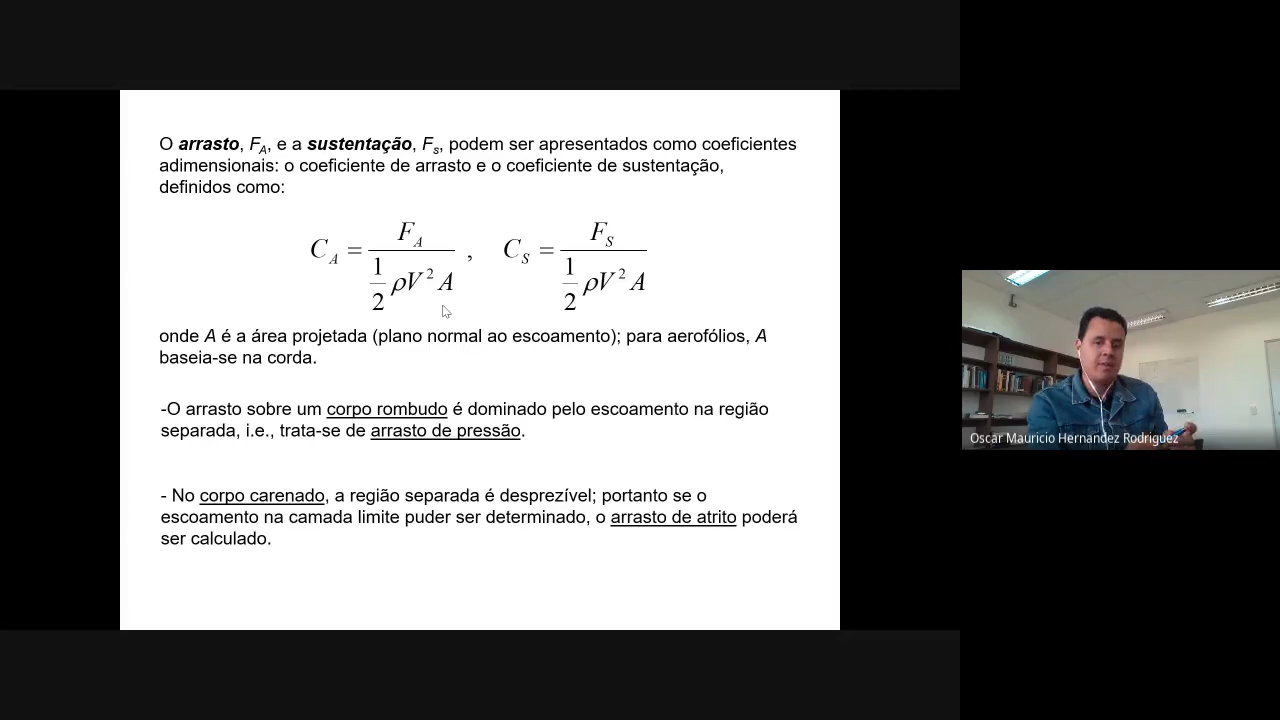 O arrasto, F_A, e a sustentação, F_s, podem ser apresentados como coeficientes
adimensionais: o coeficiente de arrasto e o coeficiente de sustentação,
definidos como:
C_A = F_A / (1/2 ρV² A) , C_S = F_S / (1/2 ρV² A)
onde A é a área projetada (plano normal ao escoamento); para aerofólios, A
baseia-se na corda.
-O arrasto sobre um corpo rombudo é dominado pelo escoamento na região
separada, i.e., trata-se de arrasto de pressão.
- No corpo carenado, a região separada é desprezível; portanto se o
escoamento na camada limite puder ser determinado, o arrasto de atrito poderá
ser calculado.
Oscar Mauricio Hernandez Rodriguez